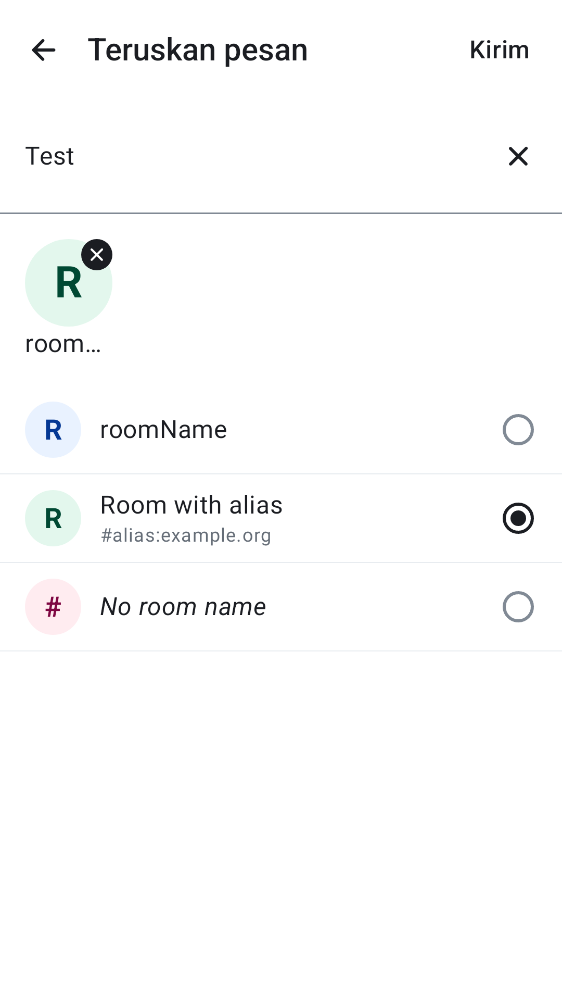 Teruskan pesan
Kirim
Test
R
room…
R
roomName
R
Room with alias
#alias:example.org
#
No room name